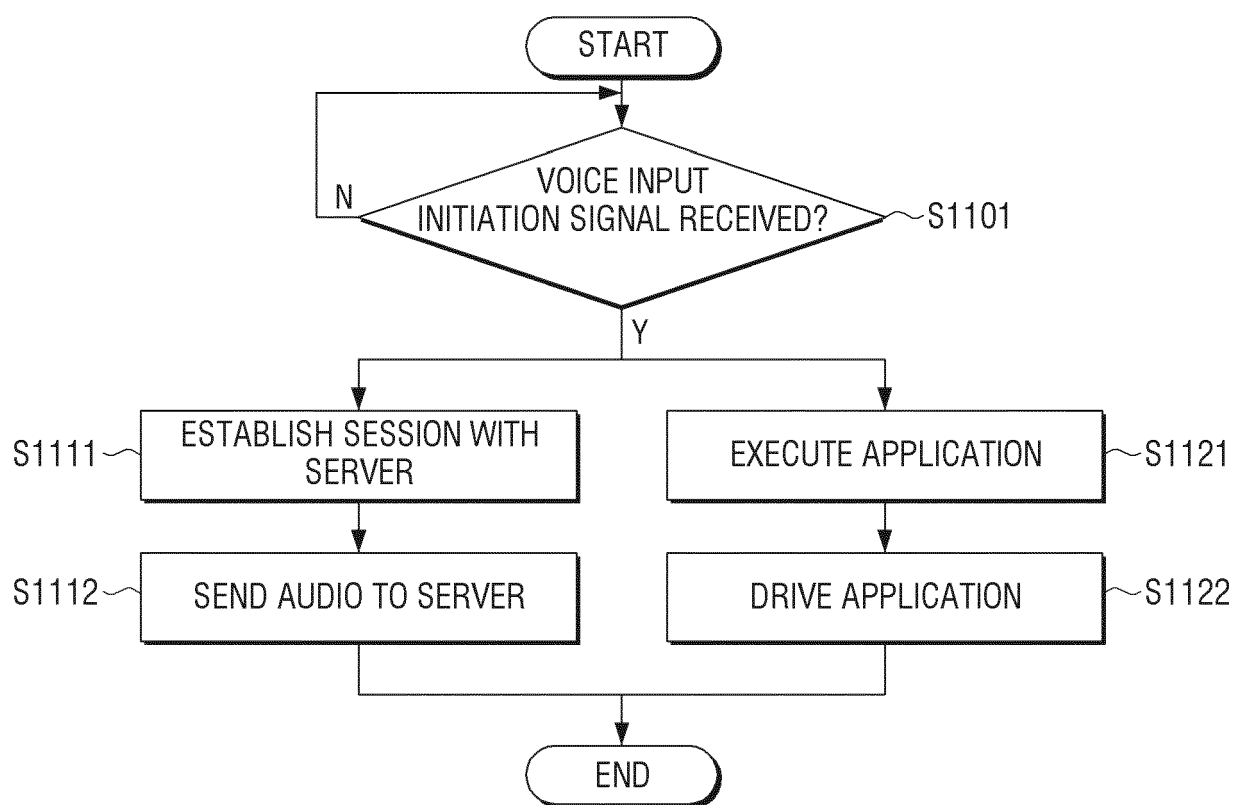 START
N
VOICE INPUT
INITIATION SIGNAL RECEIVED?
S1101
Y
S1111
ESTABLISH SESSION WITH
SERVER
EXECUTE APPLICATION
S1121
S1112
SEND AUDIO TO SERVER
DRIVE APPLICATION
S1122
END